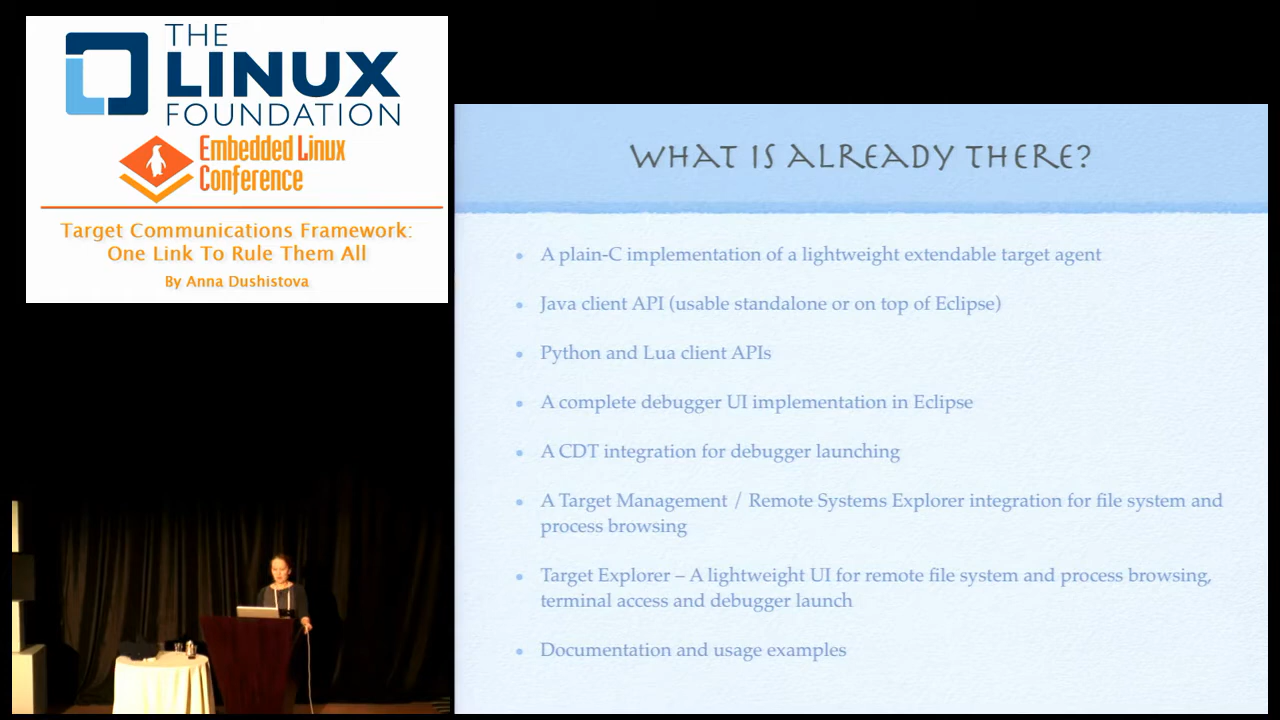 THE
LINUX
FOUNDATION
Embedded Linux
Conference
Target Communications Framework:
One Link To Rule Them All
By Anna Dushistova
WHAT IS ALREADY THERE?
• A plain-C implementation of a lightweight extendable target agent
• Java client API (usable standalone or on top of Eclipse)
• Python and Lua client APIs
• A complete debugger UI implementation in Eclipse
• A CDT integration for debugger launching
• A Target Management / Remote Systems Explorer integration for file system and
process browsing
• Target Explorer – A lightweight UI for remote file system and process browsing,
terminal access and debugger launch
• Documentation and usage examples